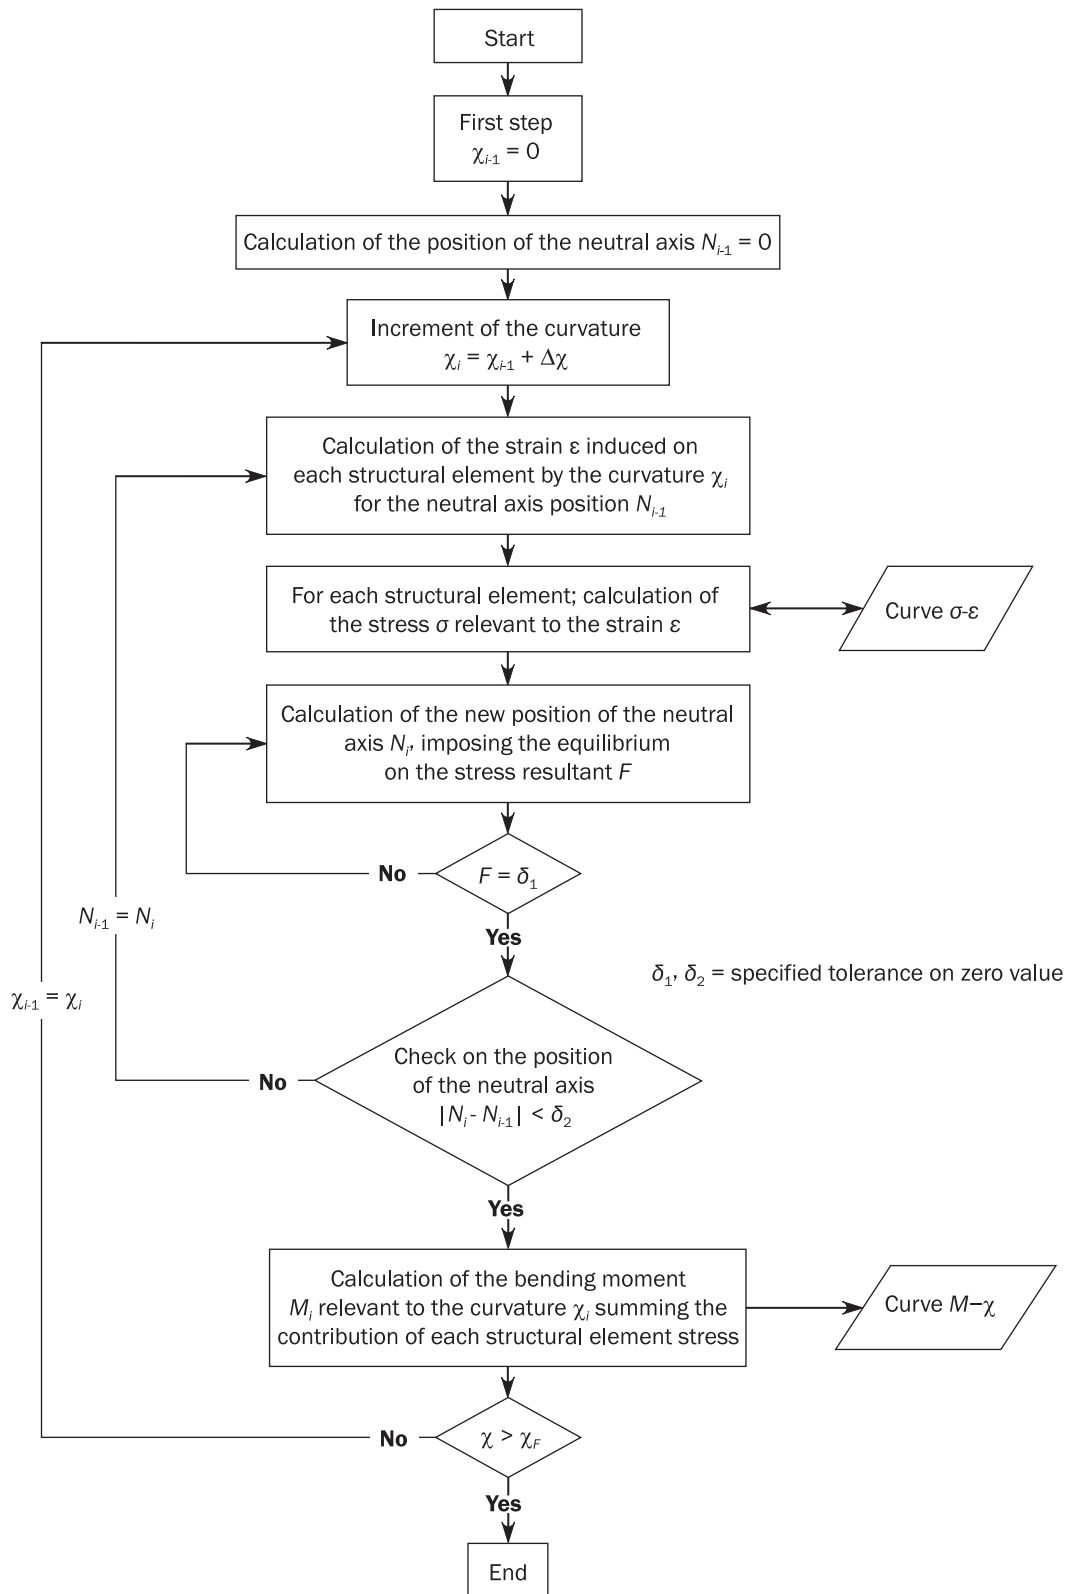 Start
First step
χi-1 = 0
Calculation of the position of the neutral axis Ni-1 = 0
Increment of the curvature
χi = χi-1 + Δχ
Calculation of the strain ε induced on
each structural element by the curvature χi
for the neutral axis position Ni-1
For each structural element; calculation of
the stress σ relevant to the strain ε
Curve σ-ε
Calculation of the new position of the neutral
axis Ni, imposing the equilibrium
on the stress resultant F
No
F = δ1
Ni-1 = Ni
Yes
δ1, δ2 = specified tolerance on zero value
χi-1 = χi
Check on the position
of the neutral axis
|Ni - Ni-1| < δ2
No
Yes
Calculation of the bending moment
Mi relevant to the curvature χi summing the
contribution of each structural element stress
Curve M−χ
No
χ > χF
Yes
End